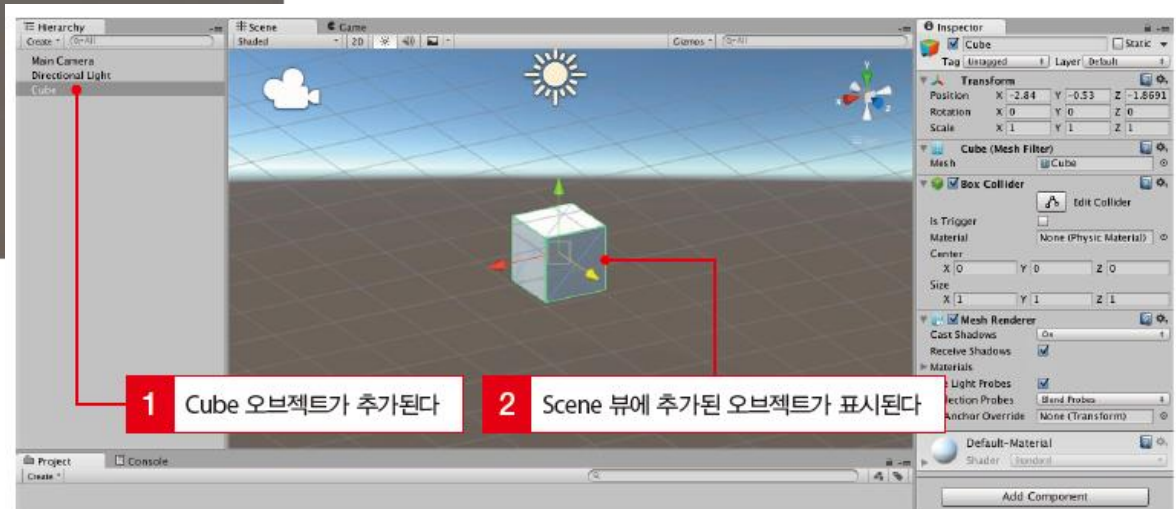 Hierarchy
Create
All
Main Camera
Directional Light
Cube
Scene
Game
Shaded
2D
Gizmos
All
y
x
z
Inspector
Cube
Static
Tag Untagged Layer Default
Transform
Position X -2.84 Y -0.53 Z -1.8691
Rotation X 0 Y 0 Z 0
Scale X 1 Y 1 Z 1
Cube (Mesh Filter)
Mesh Cube
Box Collider
Edit Collider
Is Trigger
Material None (Physic Material)
Center
X 0 Y 0 Z 0
Size
X 1 Y 1 Z 1
Mesh Renderer
Cast Shadows On
Receive Shadows
Materials
Light Probes
Probes Blend Probes
Anchor Override None (Transform)
Default-Material
Shader Standard
Add Component
1 Cube 오브젝트가 추가된다
2 Scene 뷰에 추가된 오브젝트가 표시된다
Project
Console
Create